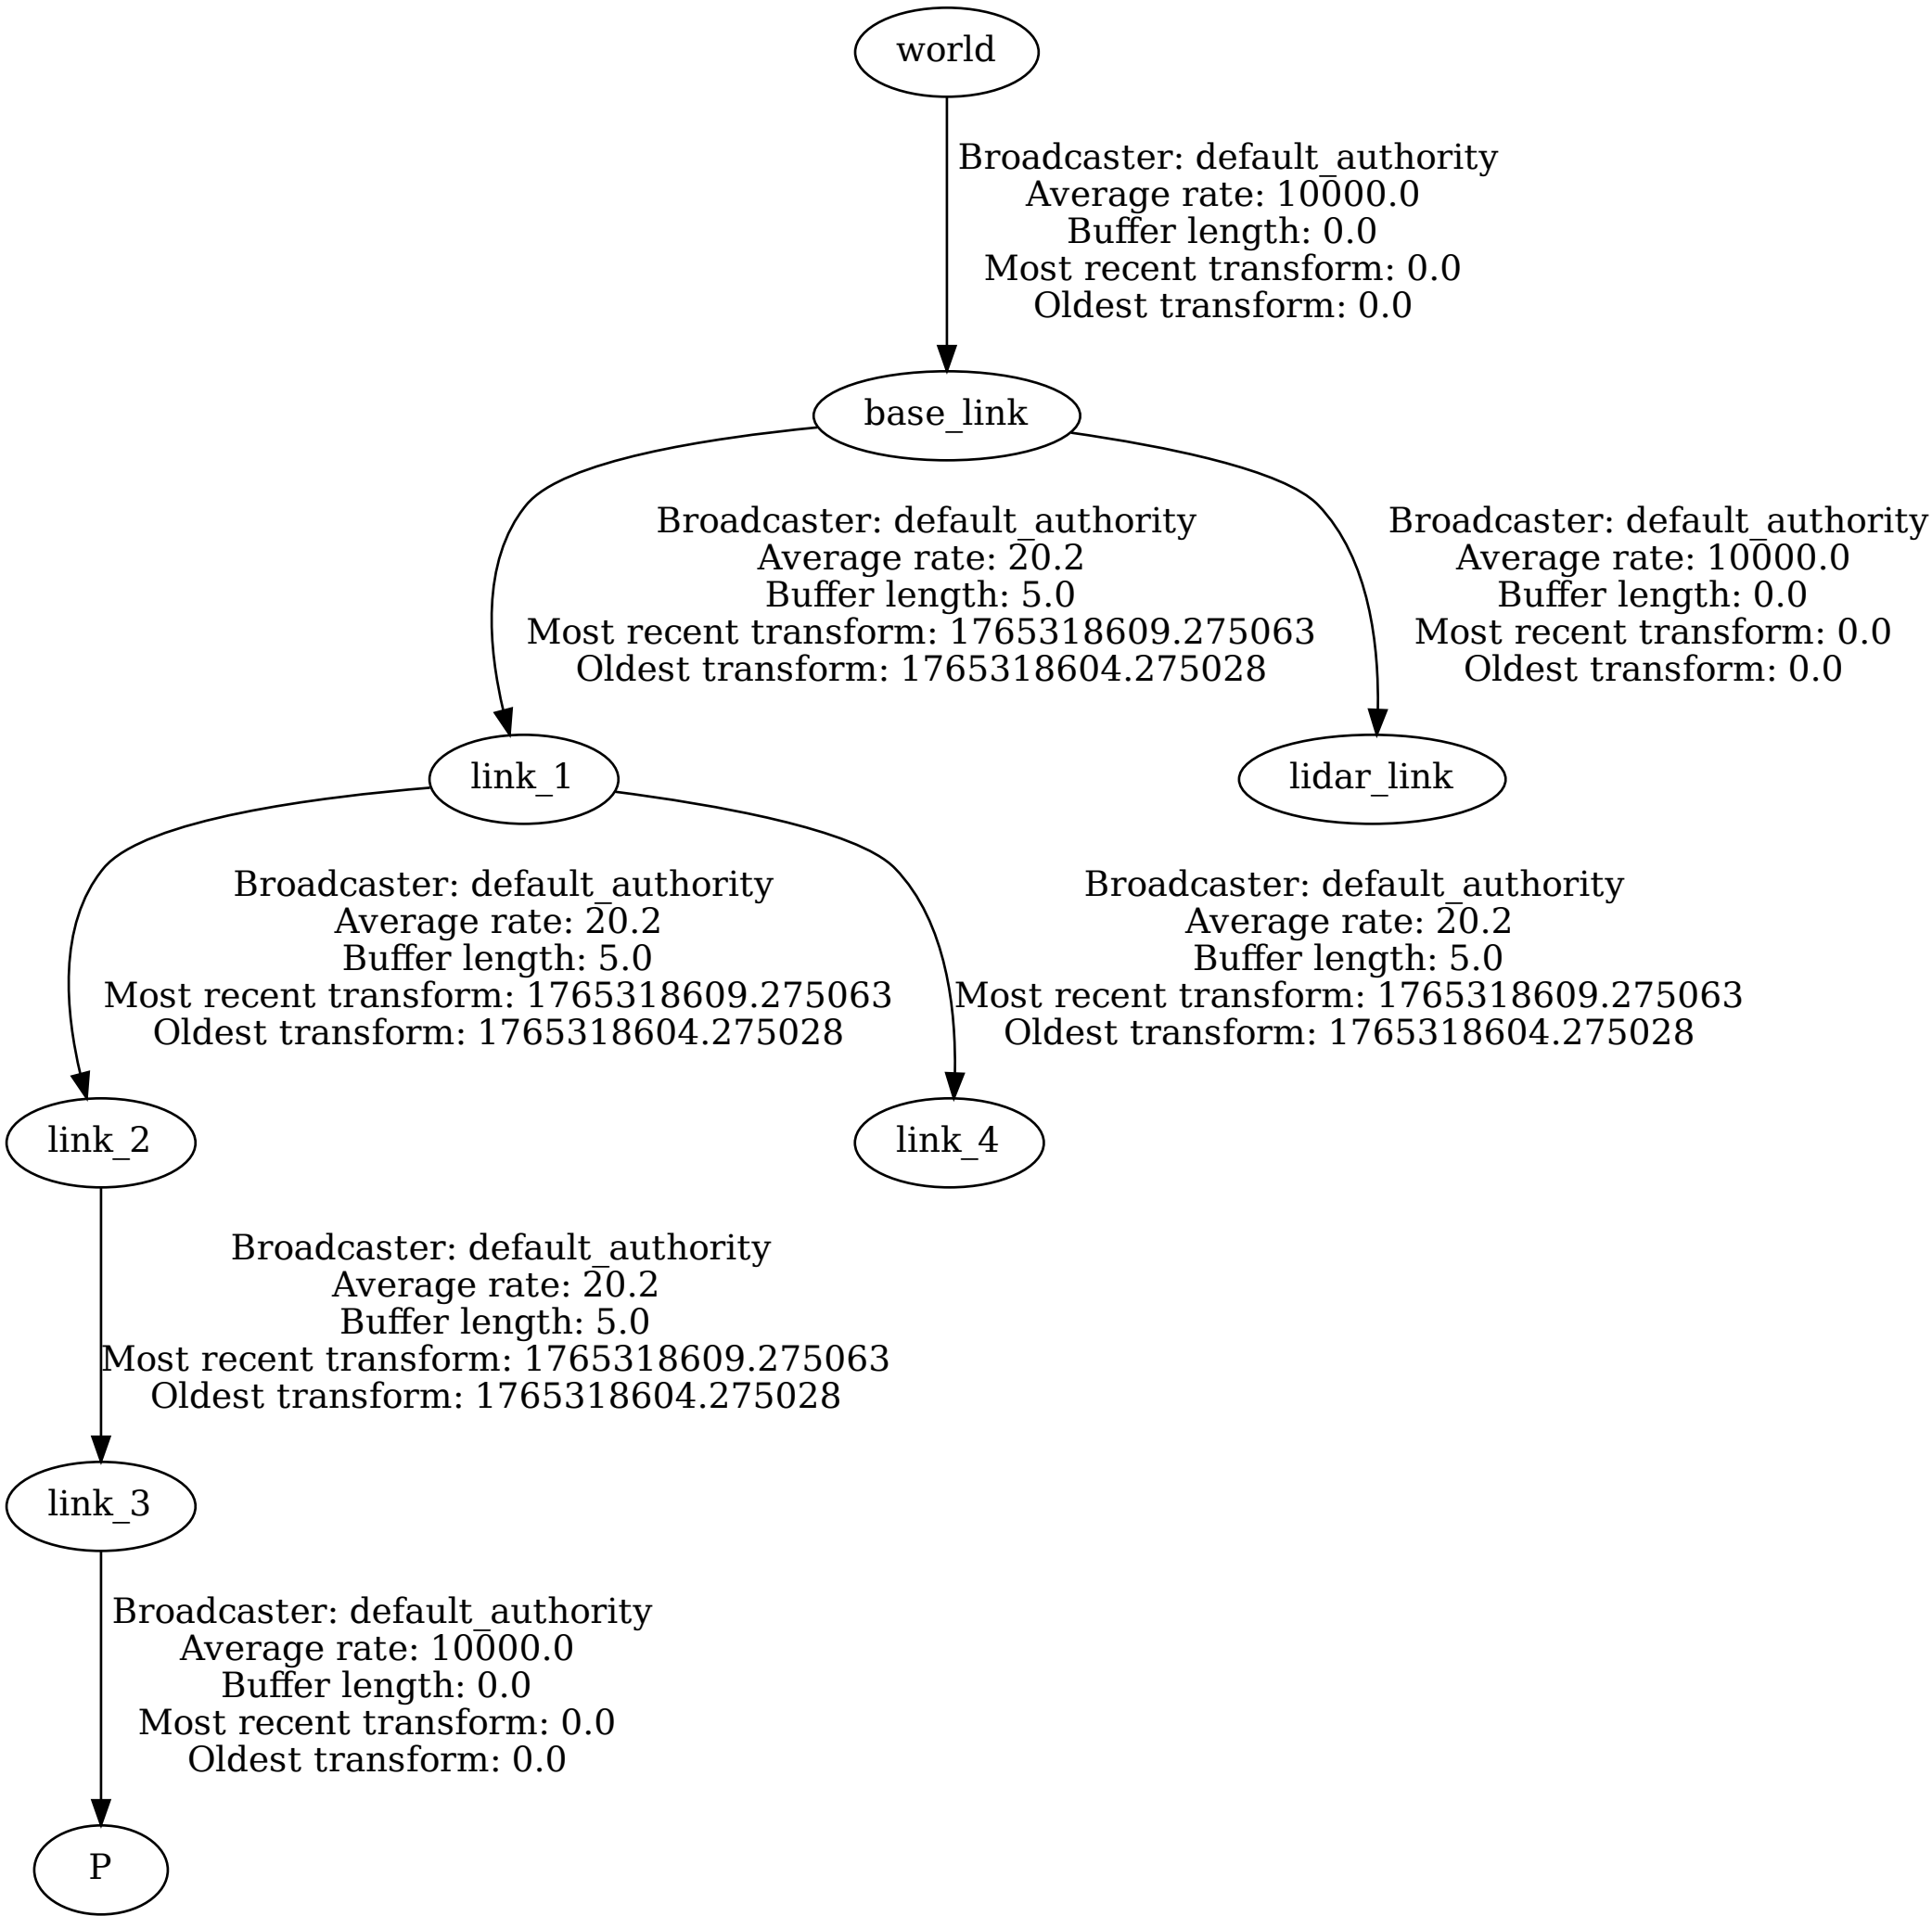 world
Broadcaster: default_authority
Average rate: 10000.0
Buffer length: 0.0
Most recent transform: 0.0
Oldest transform: 0.0
base_link
Broadcaster: default_authority
Average rate: 20.2
Buffer length: 5.0
Most recent transform: 1765318609.275063
Oldest transform: 1765318604.275028
Broadcaster: default_authority
Average rate: 10000.0
Buffer length: 0.0
Most recent transform: 0.0
Oldest transform: 0.0
link_1
lidar_link
Broadcaster: default_authority
Average rate: 20.2
Buffer length: 5.0
Most recent transform: 1765318609.275063
Oldest transform: 1765318604.275028
Broadcaster: default_authority
Average rate: 20.2
Buffer length: 5.0
Most recent transform: 1765318609.275063
Oldest transform: 1765318604.275028
link_2
link_4
Broadcaster: default_authority
Average rate: 20.2
Buffer length: 5.0
Most recent transform: 1765318609.275063
Oldest transform: 1765318604.275028
link_3
Broadcaster: default_authority
Average rate: 10000.0
Buffer length: 0.0
Most recent transform: 0.0
Oldest transform: 0.0
P